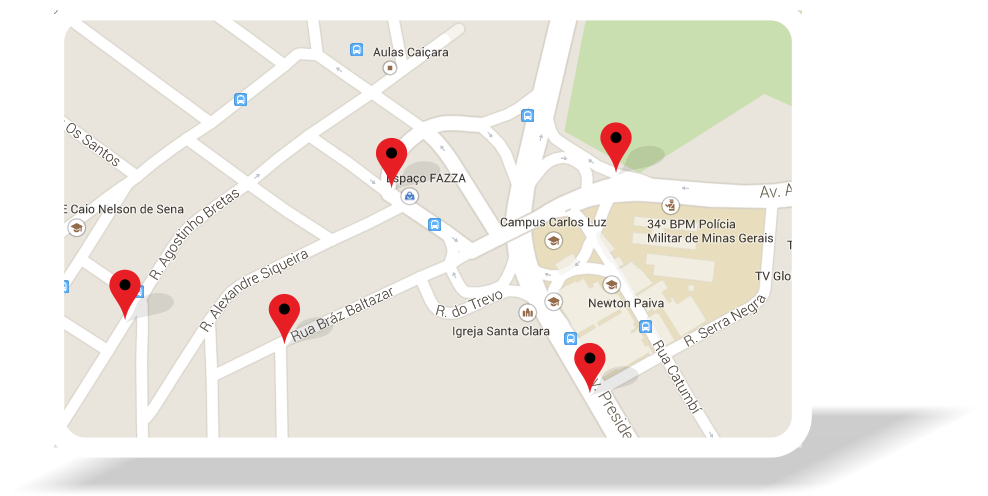 Aulas Caiçara
Os Santos
Espaço FAZZA
Av. A
E Caio Nelson de Sena
R. Agostinho Bretas
Campus Carlos Luz
34º BPM Polícia
Militar de Minas Gerais
T
R. Alexandre Siqueira
TV Glo
Rua Bráz Baltazar
R. do Trevo
Newton Paiva
R. Serra Negra
Igreja Santa Clara
Rua Catumbí
V. Preside